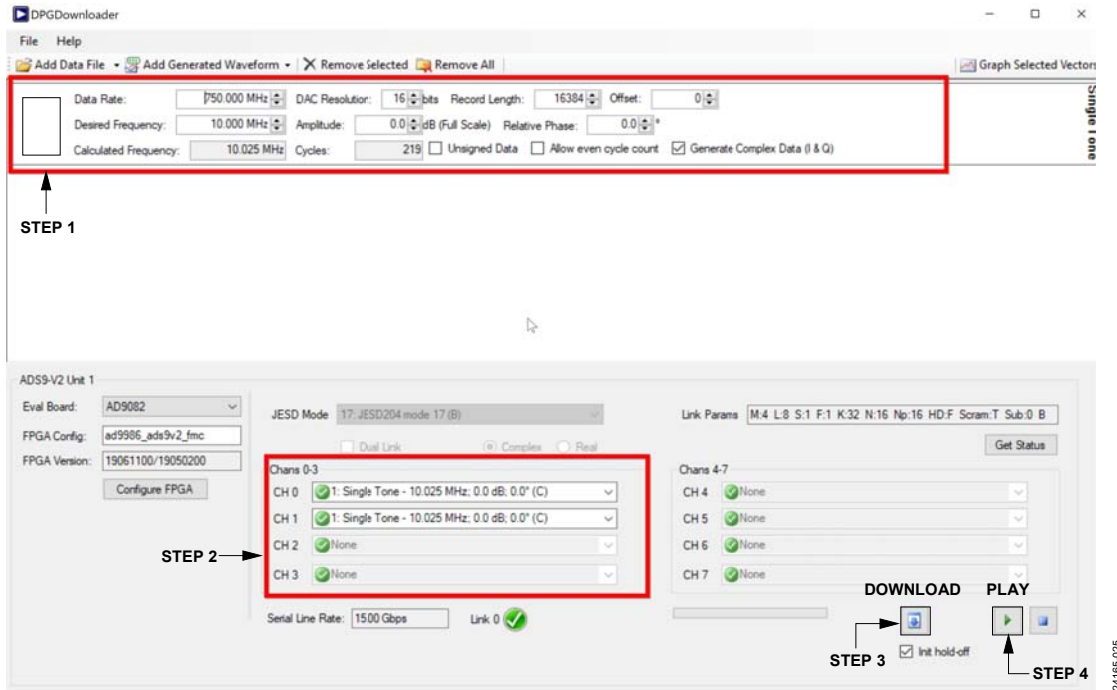 DPGDownloader
File Help
Add Data File Add Generated Waveform Remove Selected Remove All Graph Selected Vectors
Data Rate: 750.000 MHz DAC Resolution: 16 bits Record Length: 16384 Offset: 0
Desired Frequency: 10.000 MHz Amplitude: 0.0 dB (Full Scale) Relative Phase: 0.0 °
Calculated Frequency: 10.025 MHz Cycles: 219 Unsigned Data Allow even cycle count Generate Complex Data (I & Q)
Single Tone
STEP 1
ADS9-V2 Unit 1
Eval Board: AD9082
FPGA Config: ad9986_ads9v2_fmc
FPGA Version: 19061100/19050200
Configure FPGA
JESD Mode 17: JESD204 mode 17 (B)
Dual Link Complex Real
Link Params M:4 L:8 S:1 F:1 K:32 N:16 Np:16 HD:F Scram:T Sub:0 B
Get Status
Chans 0-3
CH 0 1: Single Tone - 10.025 MHz; 0.0 dB; 0.0° (C)
CH 1 1: Single Tone - 10.025 MHz; 0.0 dB; 0.0° (C)
CH 2 None
CH 3 None
STEP 2
Chans 4-7
CH 4 None
CH 5 None
CH 6 None
CH 7 None
Serial Line Rate: 1500 Gbps Link 0
DOWNLOAD PLAY
STEP 3
Init hold-off
STEP 4
24165-025